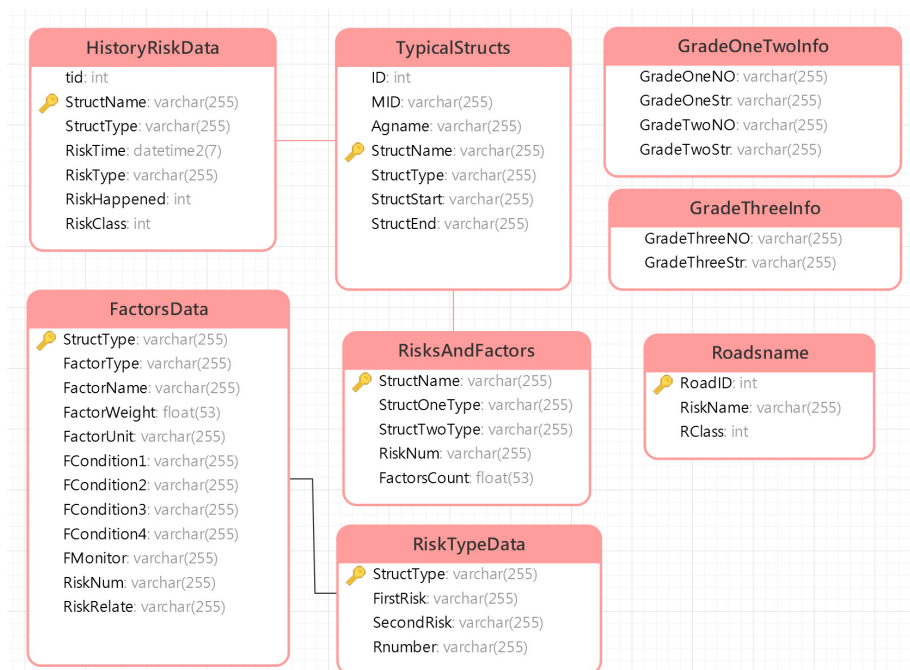 HistoryRiskData
tid: int
StructName: varchar(255)
StructType: varchar(255)
RiskTime: datetime2(7)
RiskType: varchar(255)
RiskHappened: int
RiskClass: int
TypicalStructs
ID: int
MID: varchar(255)
Agname: varchar(255)
StructName: varchar(255)
StructType: varchar(255)
StructStart: varchar(255)
StructEnd: varchar(255)
GradeOneTwoInfo
GradeOneNO: varchar(255)
GradeOneStr: varchar(255)
GradeTwoNO: varchar(255)
GradeTwoStr: varchar(255)
GradeThreeInfo
GradeThreeNO: varchar(255)
GradeThreeStr: varchar(255)
FactorsData
StructType: varchar(255)
FactorType: varchar(255)
FactorName: varchar(255)
FactorWeight: float(53)
FactorUnit: varchar(255)
FCondition1: varchar(255)
FCondition2: varchar(255)
FCondition3: varchar(255)
FCondition4: varchar(255)
FMonitor: varchar(255)
RiskNum: varchar(255)
RiskRelate: varchar(255)
RisksAndFactors
StructName: varchar(255)
StructOneType: varchar(255)
StructTwoType: varchar(255)
RiskNum: varchar(255)
FactorsCount: float(53)
Roadsname
RoadID: int
RiskName: varchar(255)
RClass: int
RiskTypeData
StructType: varchar(255)
FirstRisk: varchar(255)
SecondRisk: varchar(255)
Rnumber: varchar(255)